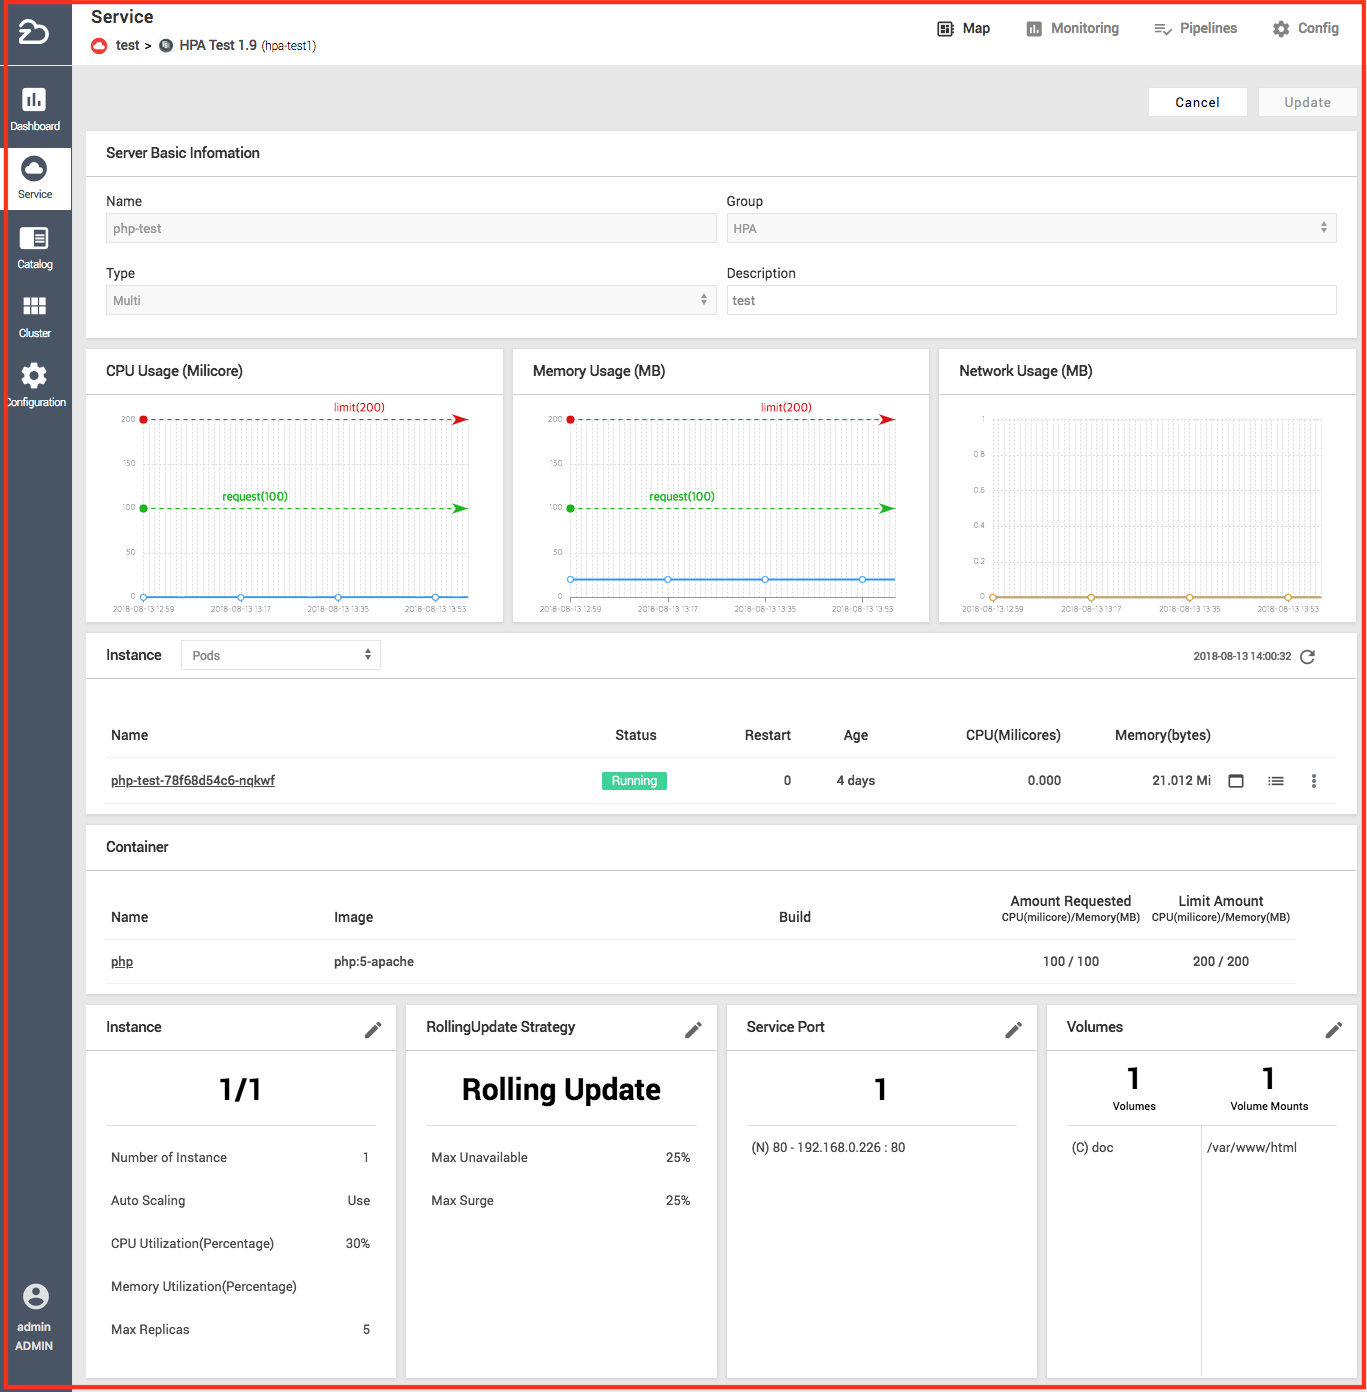 Service
test > HPA Test 1.9 (hpa-test1)
Map
Monitoring
Pipelines
Config
Dashboard
Service
Catalog
Cluster
Configuration
admin
ADMIN
Cancel
Update
Server Basic Infomation
Name
Group
php-test
HPA
Type
Description
Multi
test
CPU Usage (Milicore)
limit(200)
200
150
request(100)
100
50
0
2018-08-13 12:59 2018-08-13 13:17 2018-08-13 13:35 2018-08-13 13:53
Memory Usage (MB)
limit(200)
200
150
request(100)
100
50
0
2018-08-13 12:59 2018-08-13 13:17 2018-08-13 13:35 2018-08-13 13:53
Network Usage (MB)
1
0.8
0.6
0.4
0.2
0
2018-08-13 12:59 2018-08-13 13:17 2018-08-13 13:35 2018-08-13 13:53
Instance Pods 2018-08-13 14:00:32
Name Status Restart Age CPU(Milicores) Memory(bytes)
php-test-78f68d54c6-nqkwf Running 0 4 days 0.000 21.012 Mi
Container
Name Image Build Amount Requested Limit Amount
CPU(milicore)/Memory(MB) CPU(milicore)/Memory(MB)
php php:5-apache 100 / 100 200 / 200
Instance
1/1
Number of Instance 1
Auto Scaling Use
CPU Utilization(Percentage) 30%
Memory Utilization(Percentage)
Max Replicas 5
RollingUpdate Strategy
Rolling Update
Max Unavailable 25%
Max Surge 25%
Service Port
1
(N) 80 - 192.168.0.226 : 80
Volumes
1 1
Volumes Volume Mounts
(C) doc /var/www/html